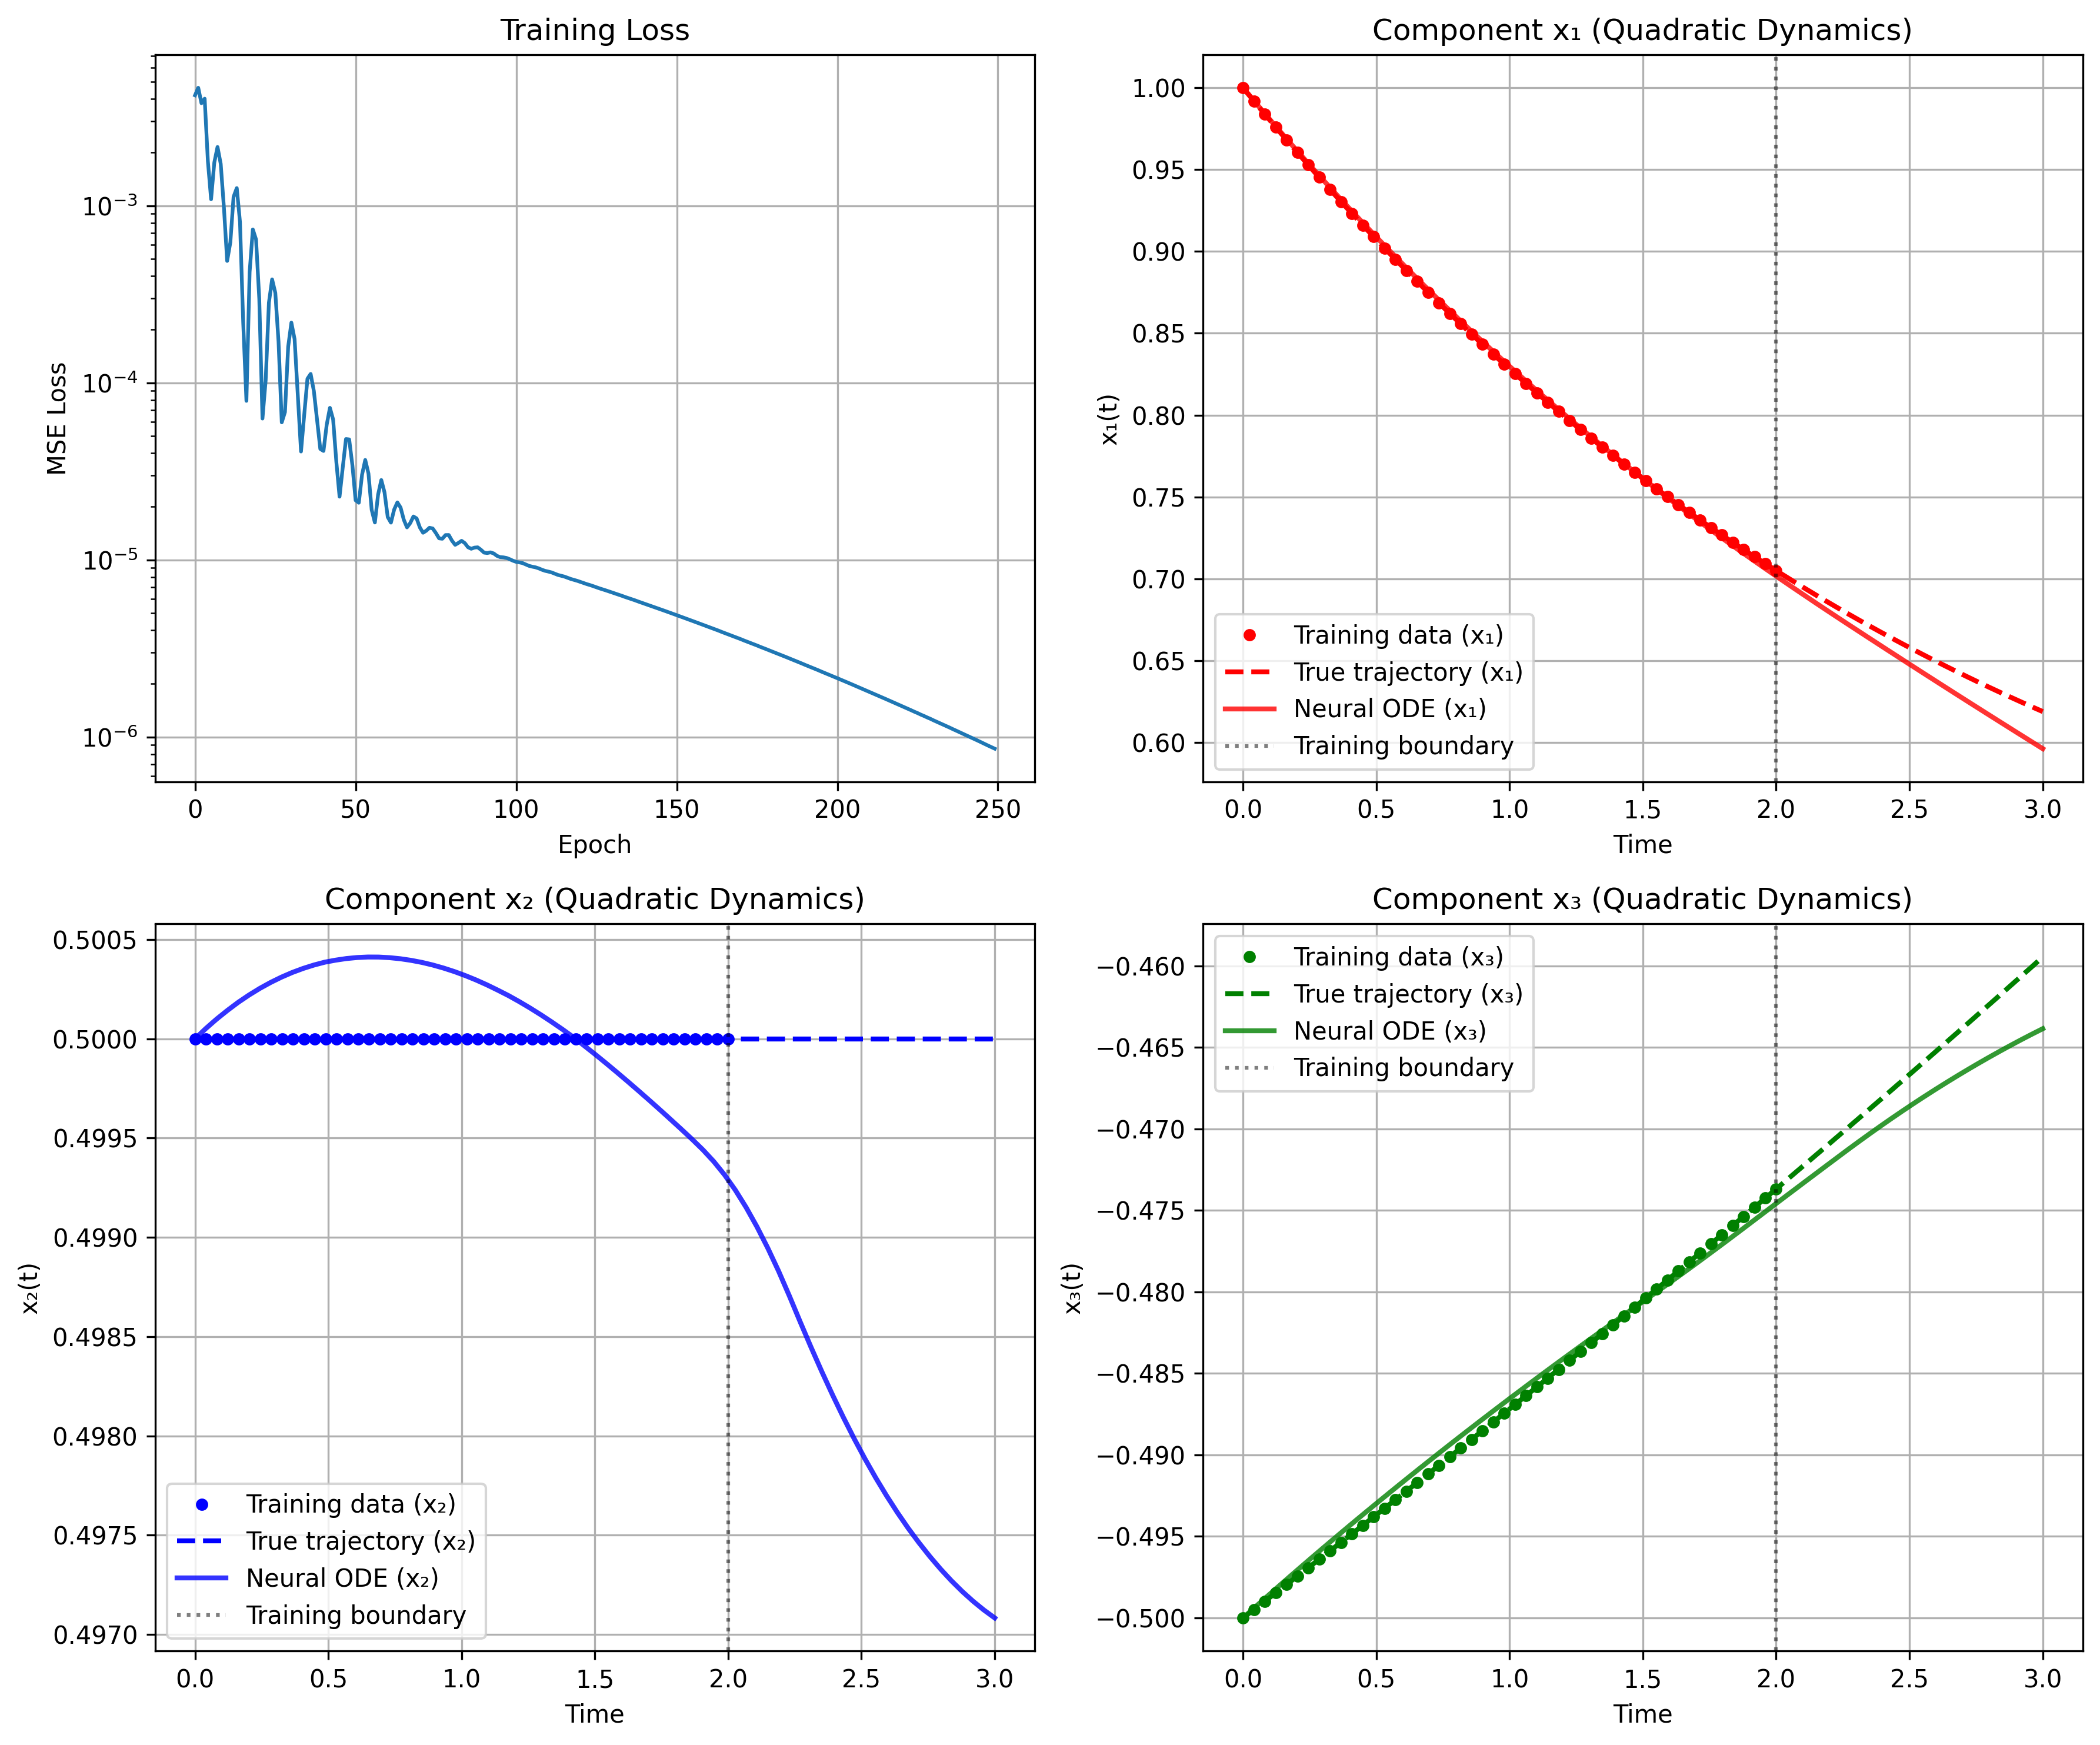 Training Loss
MSE Loss
10⁻³
10⁻⁴
10⁻⁵
10⁻⁶
0 50 100 150 200 250
Epoch
Component x₁ (Quadratic Dynamics)
x₁(t)
1.00
0.95
0.90
0.85
0.80
0.75
0.70
0.65
0.60
Training data (x₁)
True trajectory (x₁)
Neural ODE (x₁)
Training boundary
0.0 0.5 1.0 1.5 2.0 2.5 3.0
Time
Component x₂ (Quadratic Dynamics)
x₂(t)
0.5005
0.5000
0.4995
0.4990
0.4985
0.4980
0.4975
0.4970
Training data (x₂)
True trajectory (x₂)
Neural ODE (x₂)
Training boundary
0.0 0.5 1.0 1.5 2.0 2.5 3.0
Time
Component x₃ (Quadratic Dynamics)
x₃(t)
Training data (x₃)
True trajectory (x₃)
Neural ODE (x₃)
Training boundary
−0.460
−0.465
−0.470
−0.475
−0.480
−0.485
−0.490
−0.495
−0.500
0.0 0.5 1.0 1.5 2.0 2.5 3.0
Time